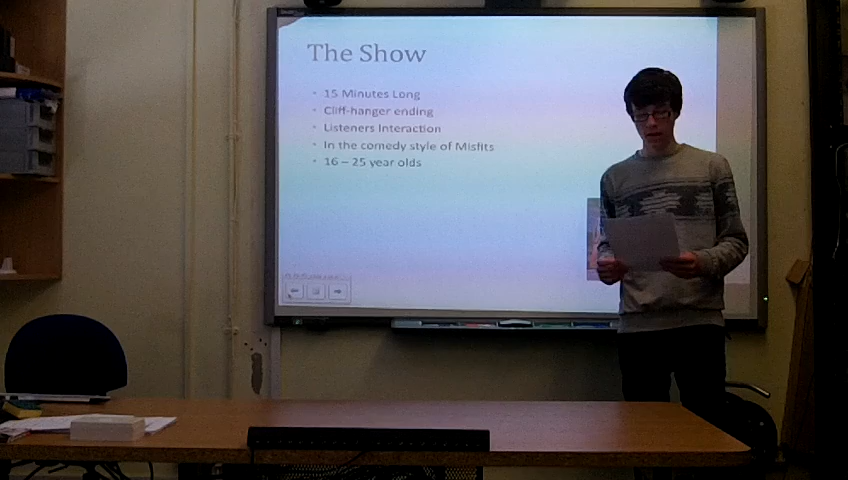 The Show
• 15 Minutes Long
• Cliff-hanger ending
• Listeners Interaction
• In the comedy style of Misfits
• 16 – 25 year olds